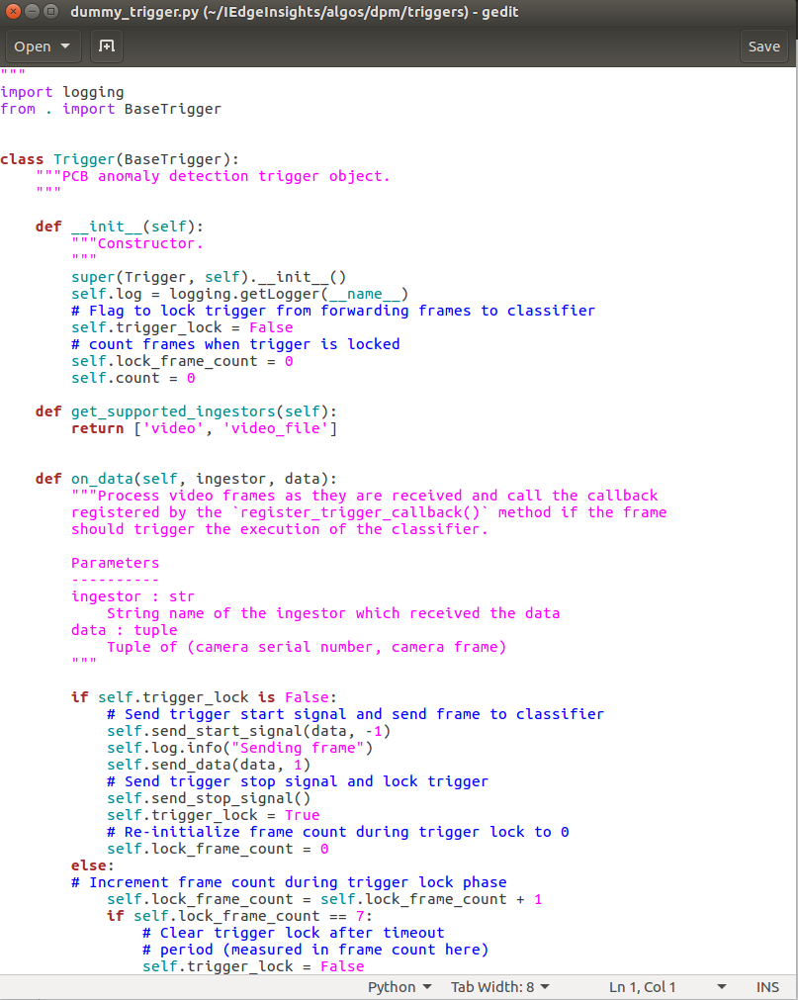 dummy_trigger.py (~/IEdgeInsights/algos/dpm/triggers) - gedit
Open
Save
"""
import logging
from . import BaseTrigger
class Trigger(BaseTrigger):
    """PCB anomaly detection trigger object.
    """
    def __init__(self):
        """Constructor.
        """
        super(Trigger, self).__init__()
        self.log = logging.getLogger(__name__)
        # Flag to lock trigger from forwarding frames to classifier
        self.trigger_lock = False
        # count frames when trigger is locked
        self.lock_frame_count = 0
        self.count = 0
    def get_supported_ingestors(self):
        return ['video', 'video_file']
    def on_data(self, ingestor, data):
        """Process video frames as they are received and call the callback
        registered by the `register_trigger_callback()` method if the frame
        should trigger the execution of the classifier.
        Parameters
        ----------
        ingestor : str
            String name of the ingestor which received the data
        data : tuple
            Tuple of (camera serial number, camera frame)
        """
        if self.trigger_lock is False:
            # Send trigger start signal and send frame to classifier
            self.send_start_signal(data, -1)
            self.log.info("Sending frame")
            self.send_data(data, 1)
            # Send trigger stop signal and lock trigger
            self.send_stop_signal()
            self.trigger_lock = True
            # Re-initialize frame count during trigger lock to 0
            self.lock_frame_count = 0
        else:
        # Increment frame count during trigger lock phase
            self.lock_frame_count = self.lock_frame_count + 1
            if self.lock_frame_count == 7:
                # Clear trigger lock after timeout
                # period (measured in frame count here)
                self.trigger_lock = False
Python Tab Width: 8 Ln 1, Col 1 INS